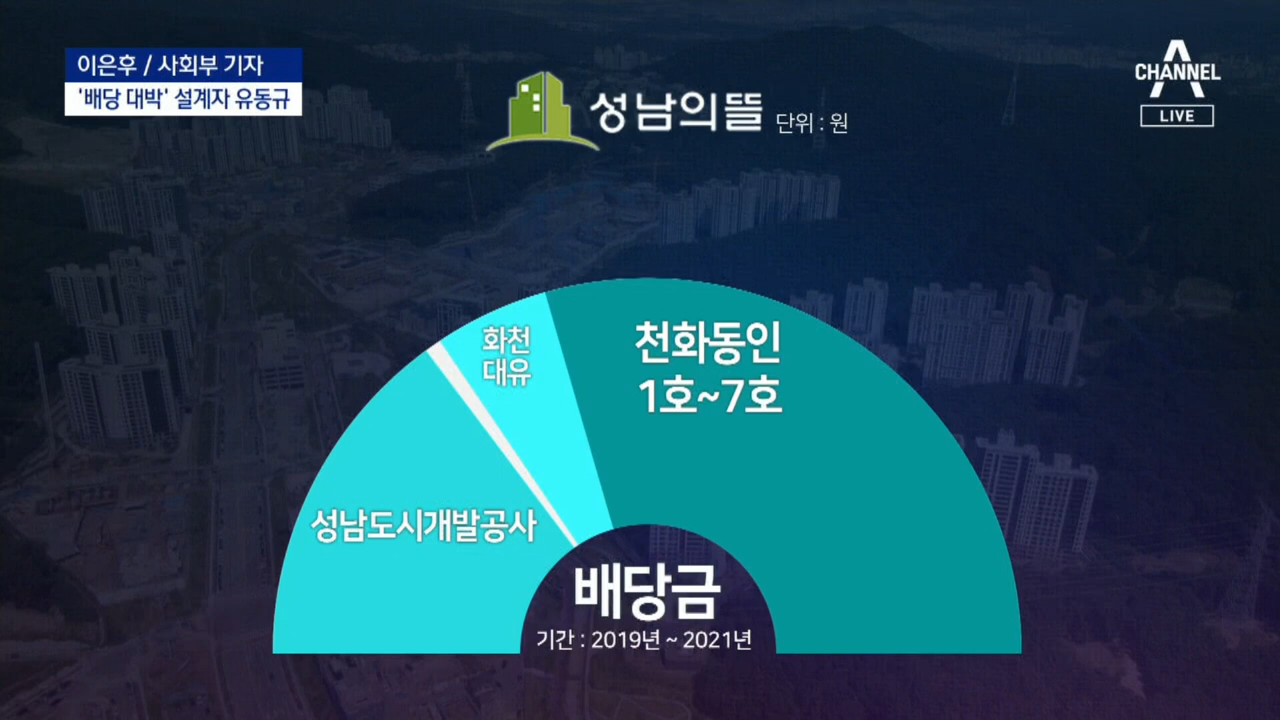 이은후 / 사회부 기자
'배당 대박' 설계자 유동규
성남의뜰 단위 : 원
CHANNEL
LIVE
화천
대유
천화동인
1호~7호
성남도시개발공사
배당금
기간 : 2019년 ~ 2021년